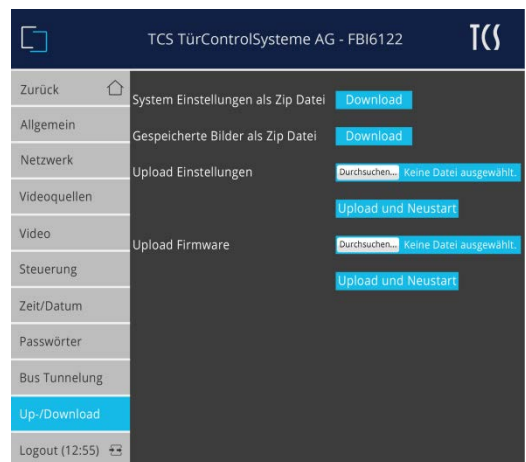 TCS TürControlSysteme AG - FBI6122
TCS
Zurück
Allgemein
Netzwerk
Videoquellen
Video
Steuerung
Zeit/Datum
Passwörter
Bus Tunnelung
Up-/Download
Logout (12:55)
System Einstellungen als Zip Datei Download
Gespeicherte Bilder als Zip Datei Download
Upload Einstellungen Durchsuchen... Keine Datei ausgewählt.
Upload und Neustart
Upload Firmware Durchsuchen... Keine Datei ausgewählt.
Upload und Neustart